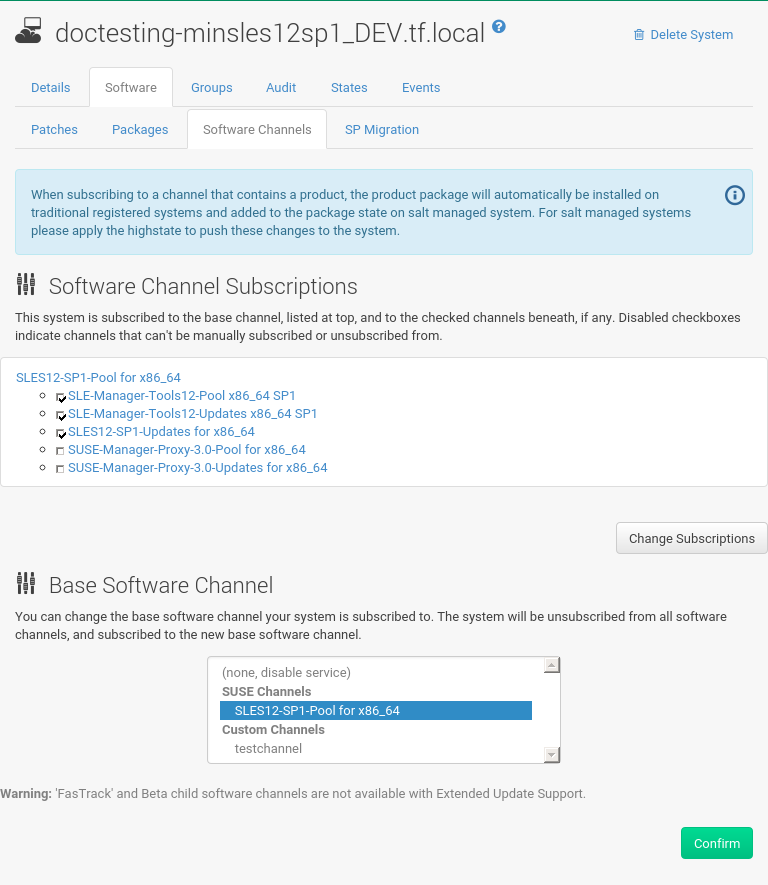 doctesting-minsles12sp1_DEV.tf.local ?
Delete System
Details Software Groups Audit States Events
Patches Packages Software Channels SP Migration
When subscribing to a channel that contains a product, the product package will automatically be installed on
traditional registered systems and added to the package state on salt managed system. For salt managed systems
please apply the highstate to push these changes to the system.
Software Channel Subscriptions
This system is subscribed to the base channel, listed at top, and to the checked channels beneath, if any. Disabled checkboxes
indicate channels that can't be manually subscribed or unsubscribed from.
SLES12-SP1-Pool for x86_64
SLE-Manager-Tools12-Pool x86_64 SP1
SLE-Manager-Tools12-Updates x86_64 SP1
SLES12-SP1-Updates for x86_64
SUSE-Manager-Proxy-3.0-Pool for x86_64
SUSE-Manager-Proxy-3.0-Updates for x86_64
Change Subscriptions
Base Software Channel
You can change the base software channel your system is subscribed to. The system will be unsubscribed from all software
channels, and subscribed to the new base software channel.
(none, disable service)
SUSE Channels
SLES12-SP1-Pool for x86_64
Custom Channels
testchannel
Warning: 'FasTrack' and Beta child software channels are not available with Extended Update Support.
Confirm